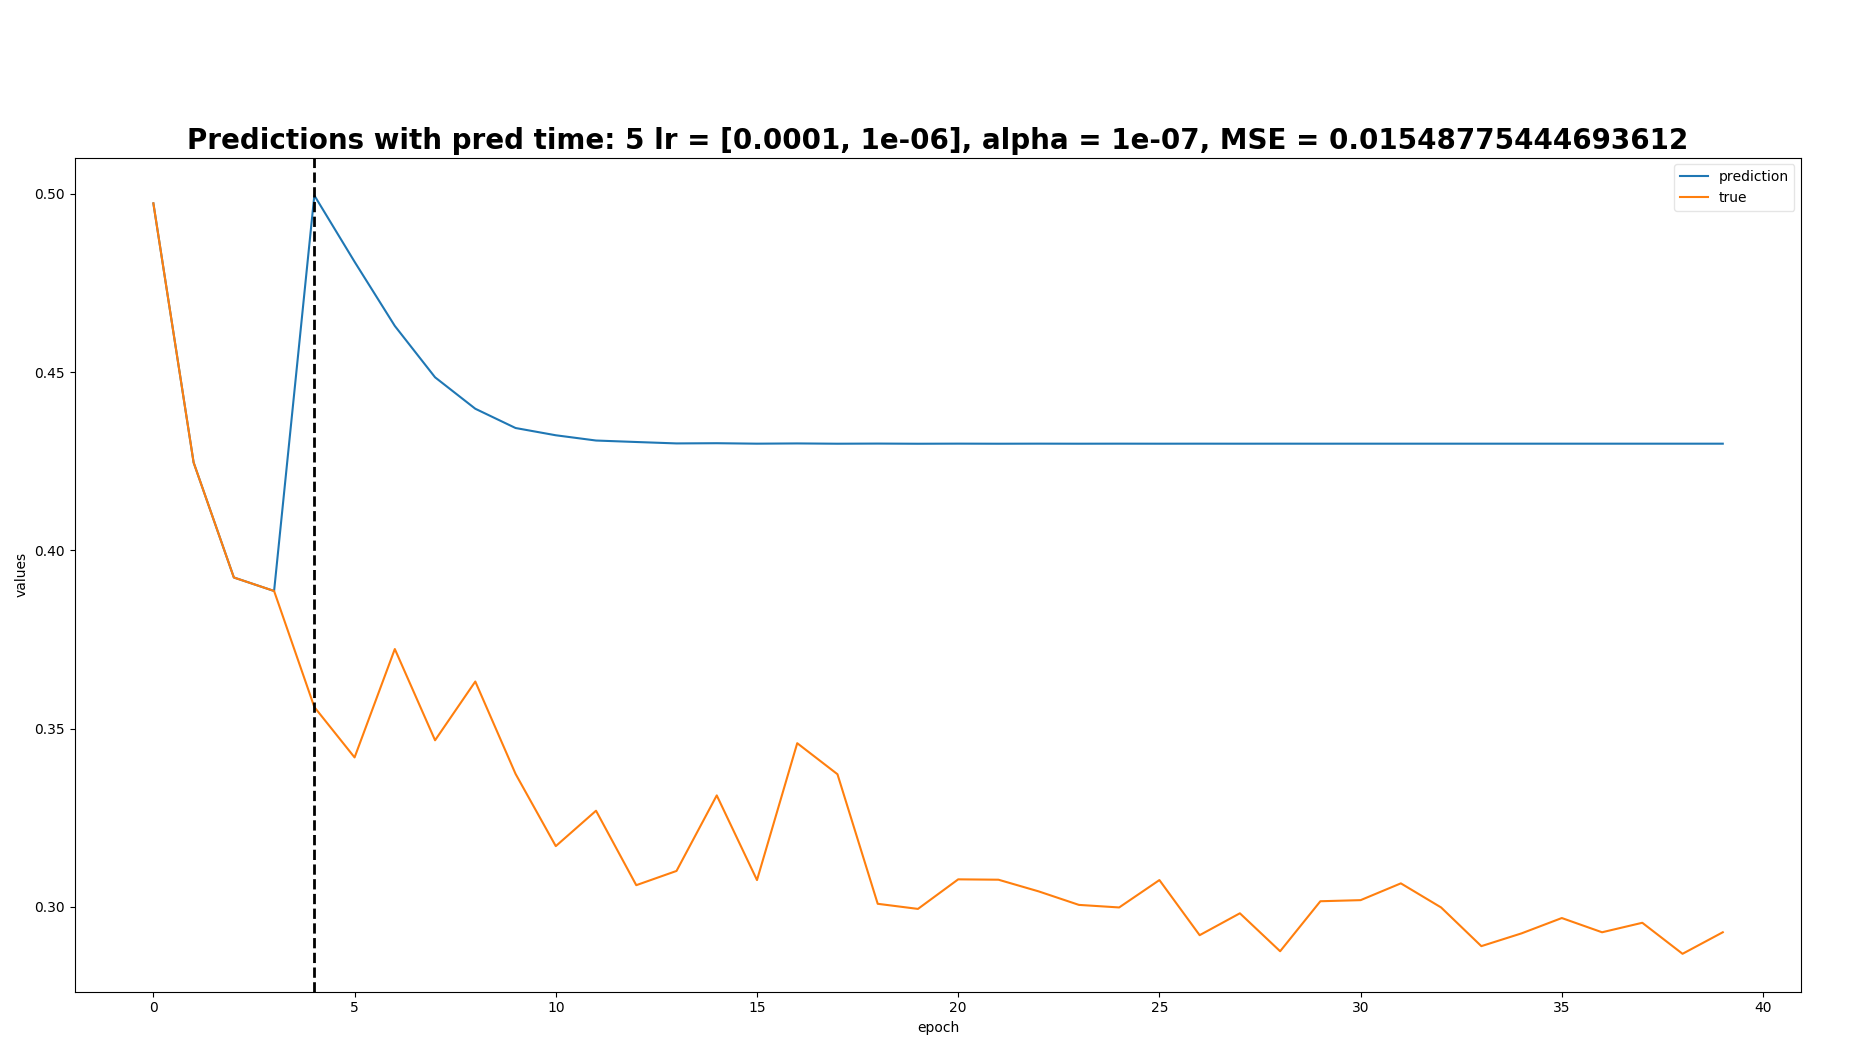 Predictions with pred time: 5 lr = [0.0001, 1e-06], alpha = 1e-07, MSE = 0.01548775444693612
prediction
true
0.50
0.45
0.40
0.35
0.30
values
0 5 10 15 20 25 30 35 40
epoch